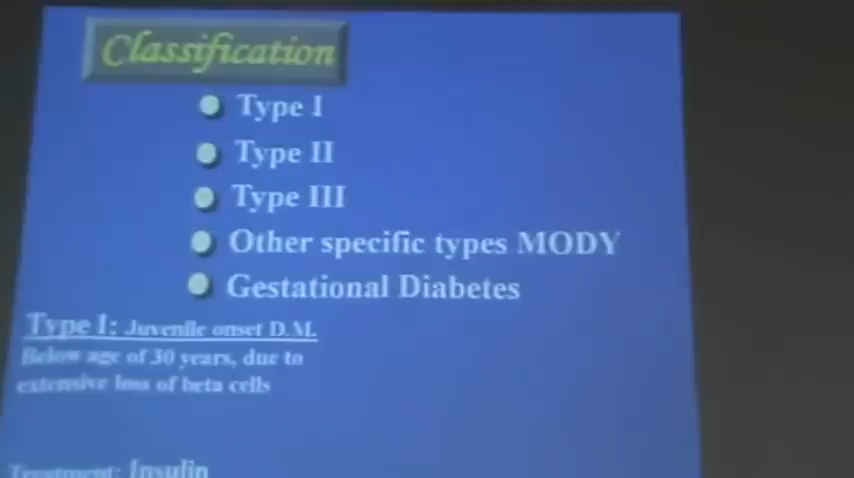 Classification
Type I
Type II
Type III
Other specific types MODY
Gestational Diabetes
Type I: Juvenile onset D.M.
Below age of 30 years, due to
extensive loss of beta cells
Treatment: Insulin